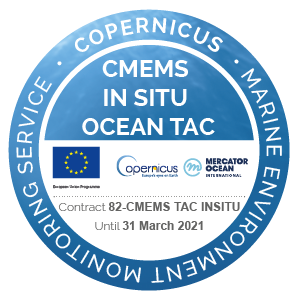 COPERNICUS • MARINE ENVIRONMENT MONITORING SERVICE •
CMEMS
IN SITU
OCEAN TAC
European Union Programme
Copernicus
Europe's eyes on Earth
MERCATOR
OCEAN
INTERNATIONAL
Contract 82-CMEMS TAC INSITU
Until 31 March 2021